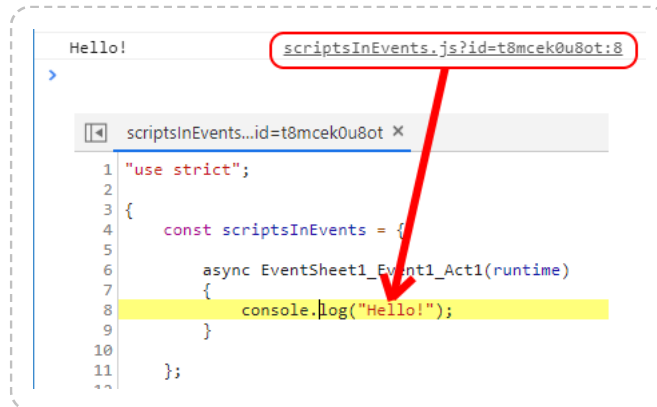 Hello! scriptsInEvents.js?id=t8mcek0u8ot:8
>
scriptsInEvents...id=t8mcek0u8ot ×
1 "use strict";
2
3 {
4 const scriptsInEvents = {
5
6 async EventSheet1_Event1_Act1(runtime)
7 {
8 console.log("Hello!");
9 }
10
11 };